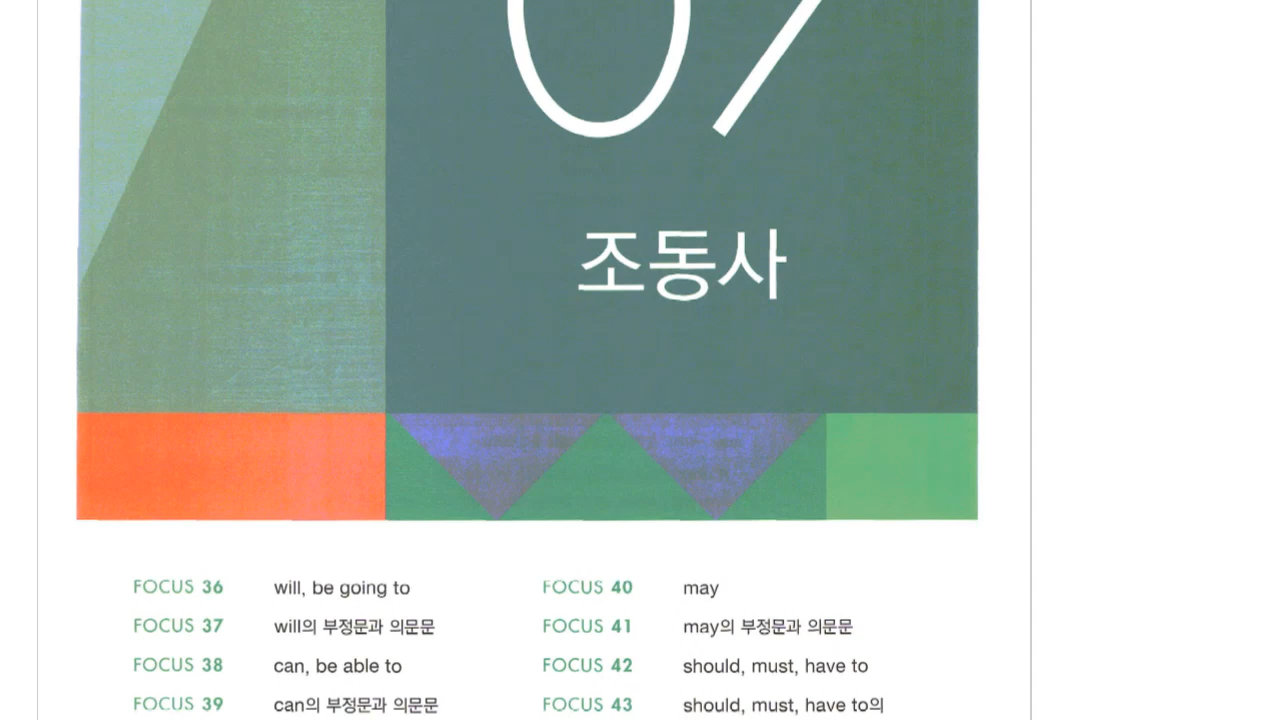 07
조동사
FOCUS 36 will, be going to
FOCUS 37 will의 부정문과 의문문
FOCUS 38 can, be able to
FOCUS 39 can의 부정문과 의문문
FOCUS 40 may
FOCUS 41 may의 부정문과 의문문
FOCUS 42 should, must, have to
FOCUS 43 should, must, have to의